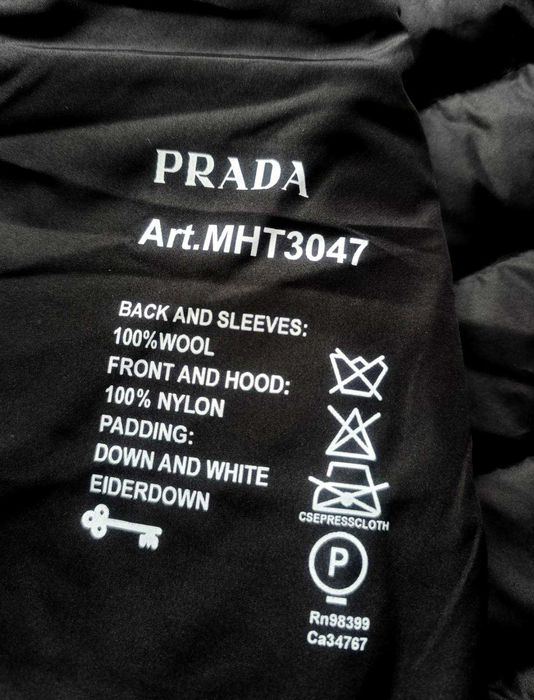 PRADA
Art.MHT3047
BACK AND SLEEVES:
100%WOOL
FRONT AND HOOD:
100% NYLON
PADDING:
DOWN AND WHITE
EIDERDOWN
CSEPRESSCLOTH
P
Rn98399
Ca34767